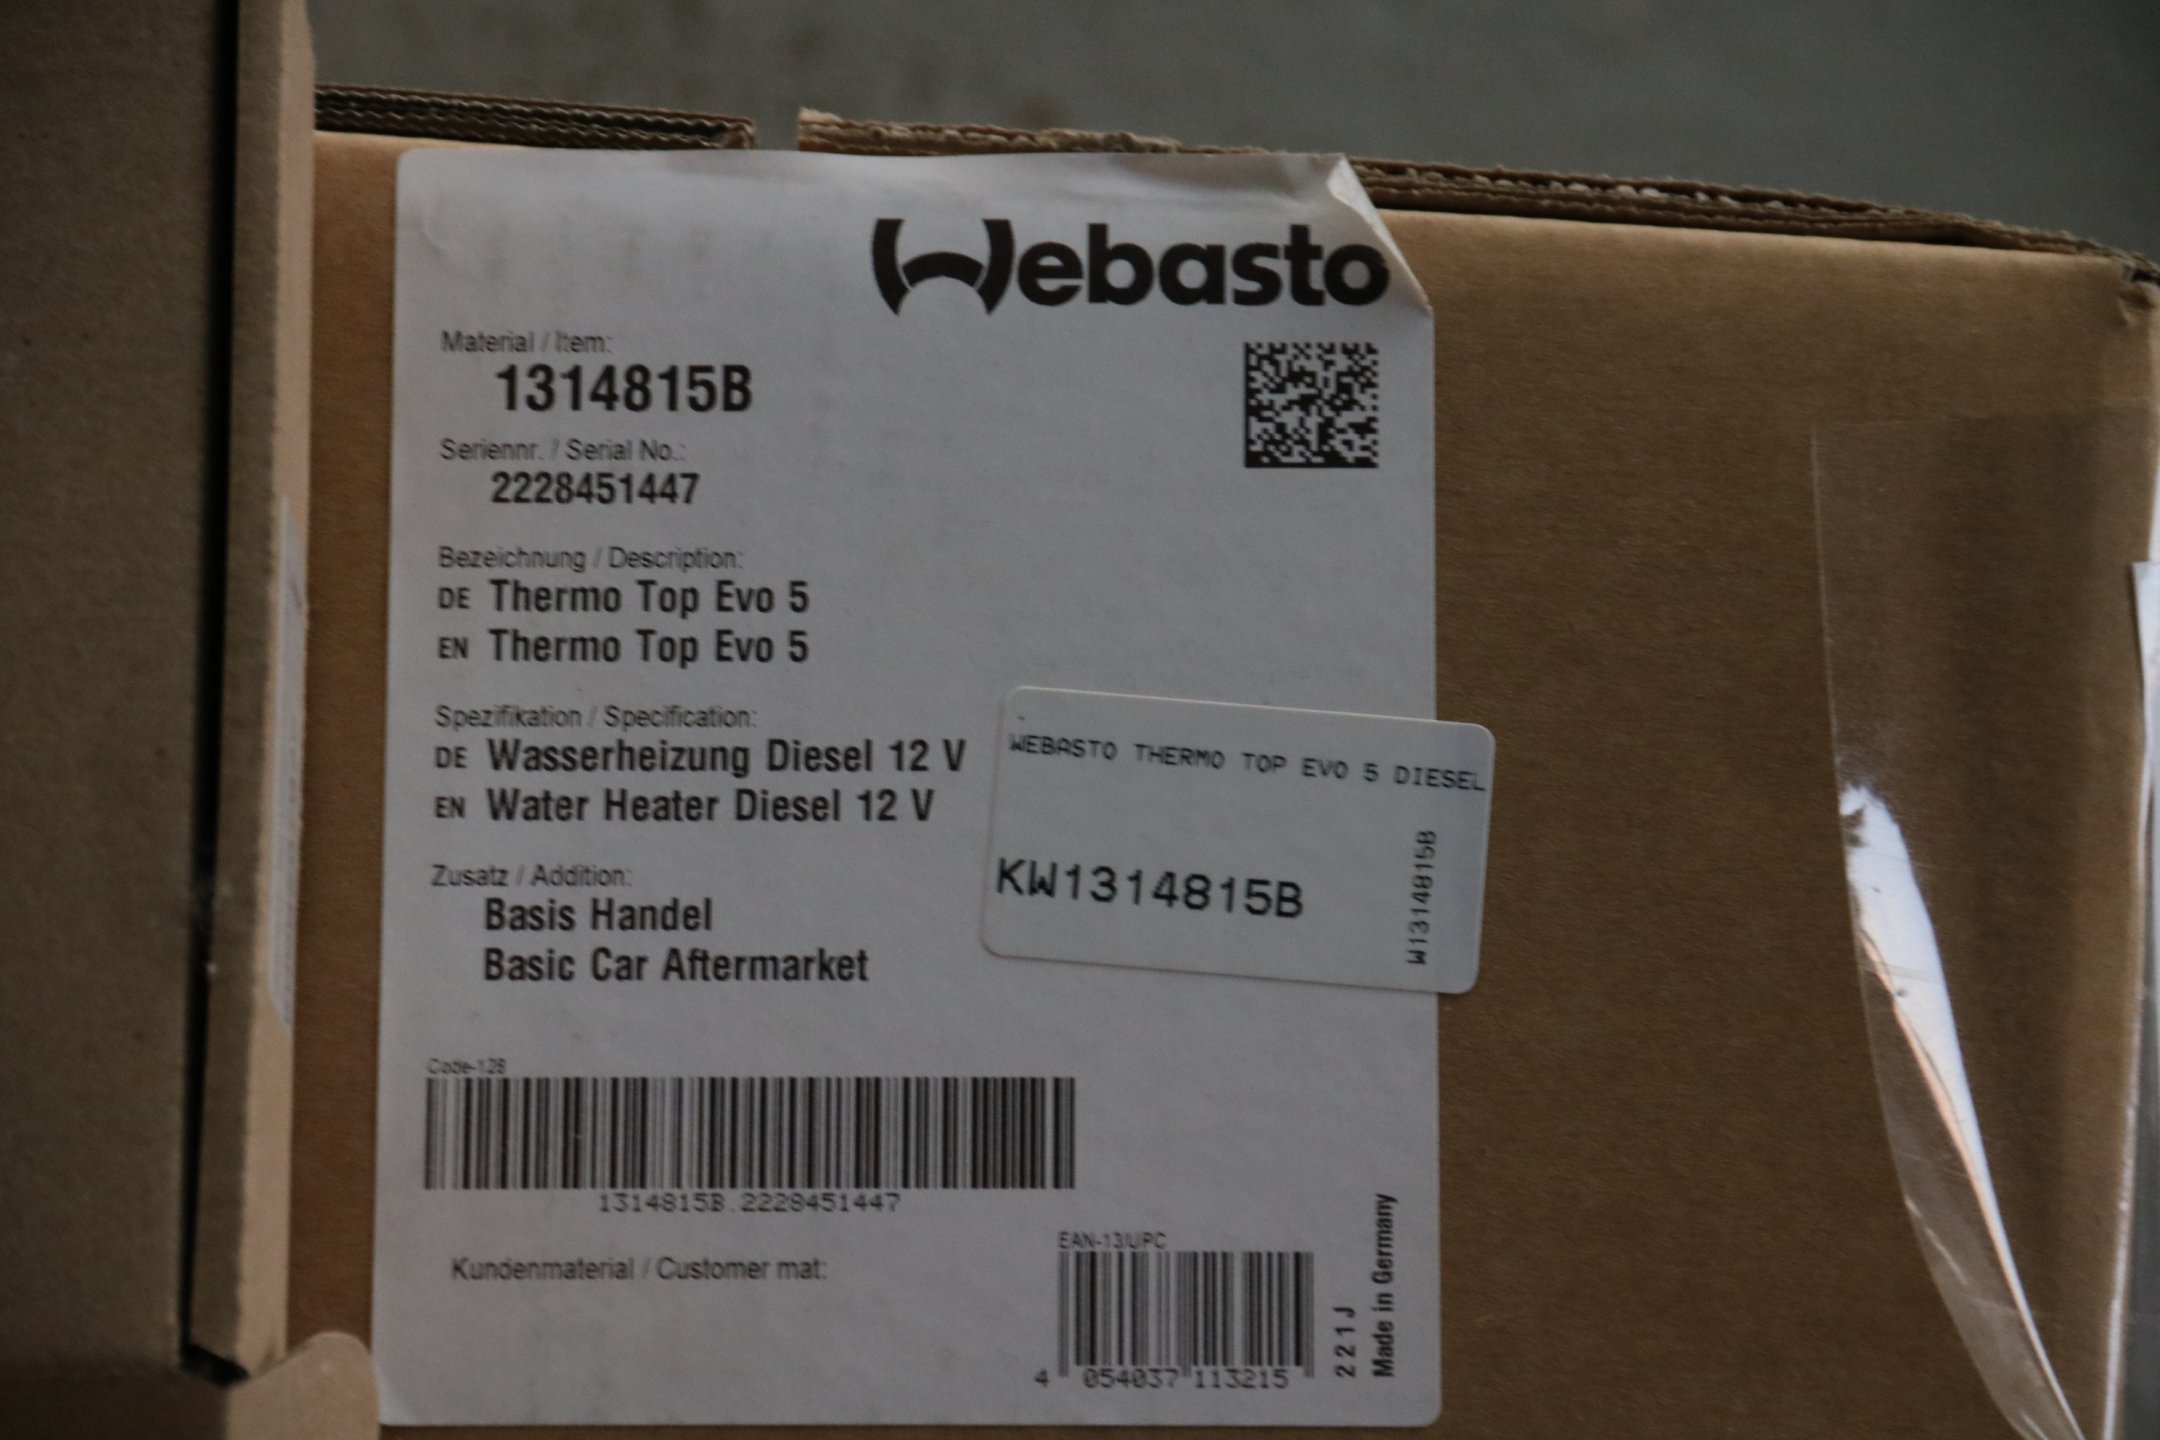 Webasto
Material / Item:
1314815B
Seriennr. / Serial No.:
2228451447
Bezeichnung / Description:
DE Thermo Top Evo 5
EN Thermo Top Evo 5
Spezifikation / Specification:
DE Wasserheizung Diesel 12 V
EN Water Heater Diesel 12 V
Zusatz / Addition:
Basis Handel
Basic Car Aftermarket
WEBASTO THERMO TOP EVO 5 DIESEL
KW1314815B
W1314815B
Code-128
1314815B.2228451447
Kundenmaterial / Customer mat:
EAN-13/UPC
4 054037 113215
221J
Made in Germany